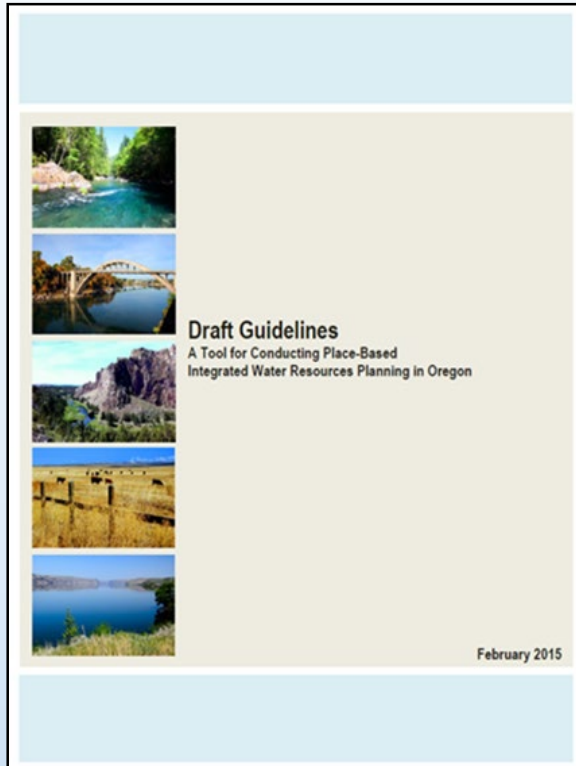 Draft Guidelines
A Tool for Conducting Place-Based
Integrated Water Resources Planning in Oregon
February 2015